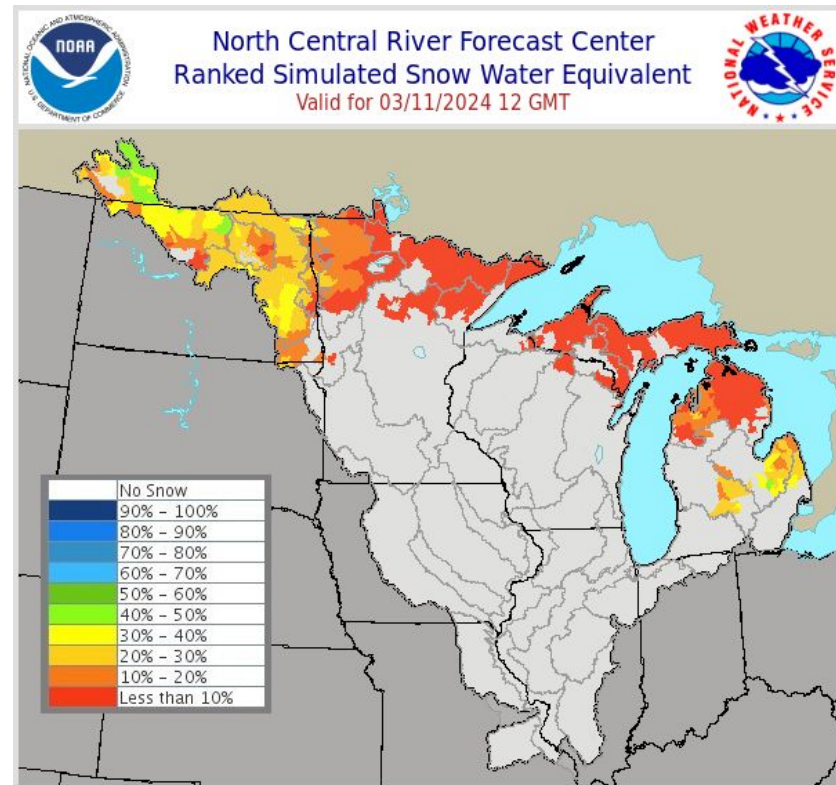 NATIONAL OCEANIC AND ATMOSPHERIC ADMINISTRATION
NOAA
U.S. DEPARTMENT OF COMMERCE
North Central River Forecast Center
Ranked Simulated Snow Water Equivalent
Valid for 03/11/2024 12 GMT
NATIONAL WEATHER SERVICE
No Snow
90% - 100%
80% - 90%
70% - 80%
60% - 70%
50% - 60%
40% - 50%
30% - 40%
20% - 30%
10% - 20%
Less than 10%